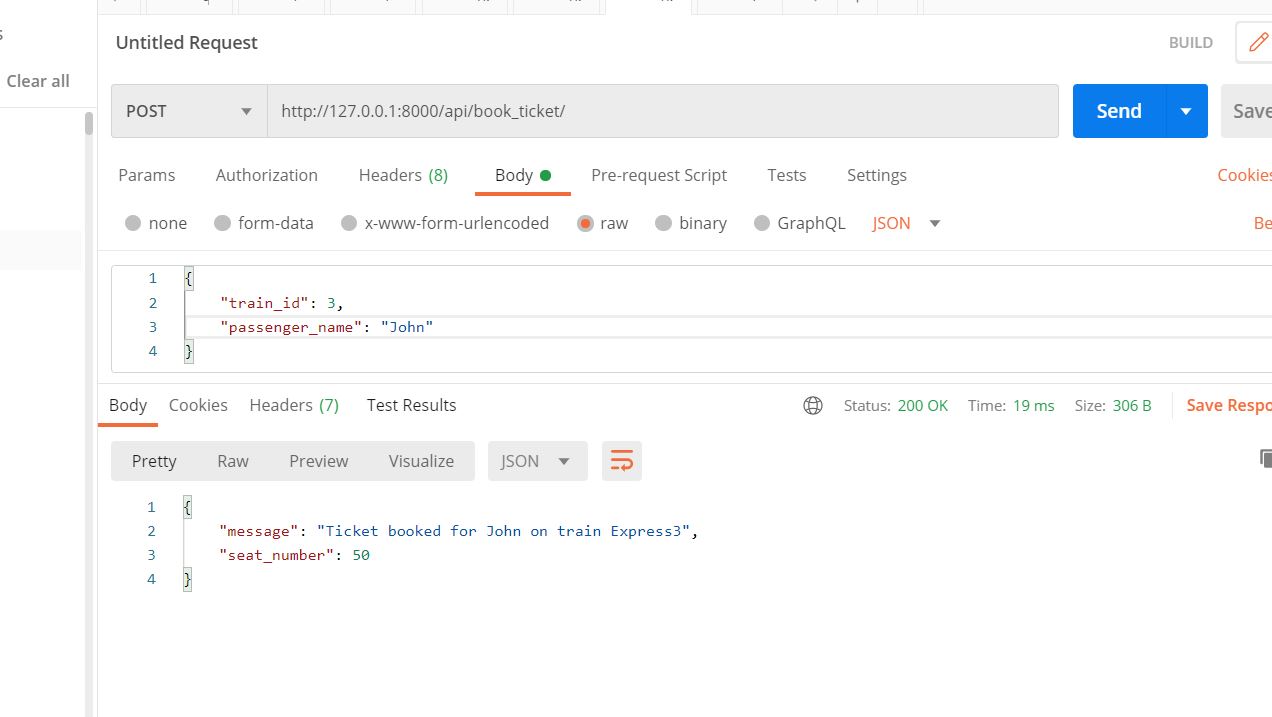 Untitled Request
BUILD
Clear all
POST
http://127.0.0.1:8000/api/book_ticket/
Send
Save
Params Authorization Headers (8) Body Pre-request Script Tests Settings Cookies
none form-data x-www-form-urlencoded raw binary GraphQL JSON Be
1 {
2 "train_id": 3,
3 "passenger_name": "John"
4 }
Body Cookies Headers (7) Test Results Status: 200 OK Time: 19 ms Size: 306 B Save Respo
Pretty Raw Preview Visualize JSON
1 {
2 "message": "Ticket booked for John on train Express3",
3 "seat_number": 50
4 }